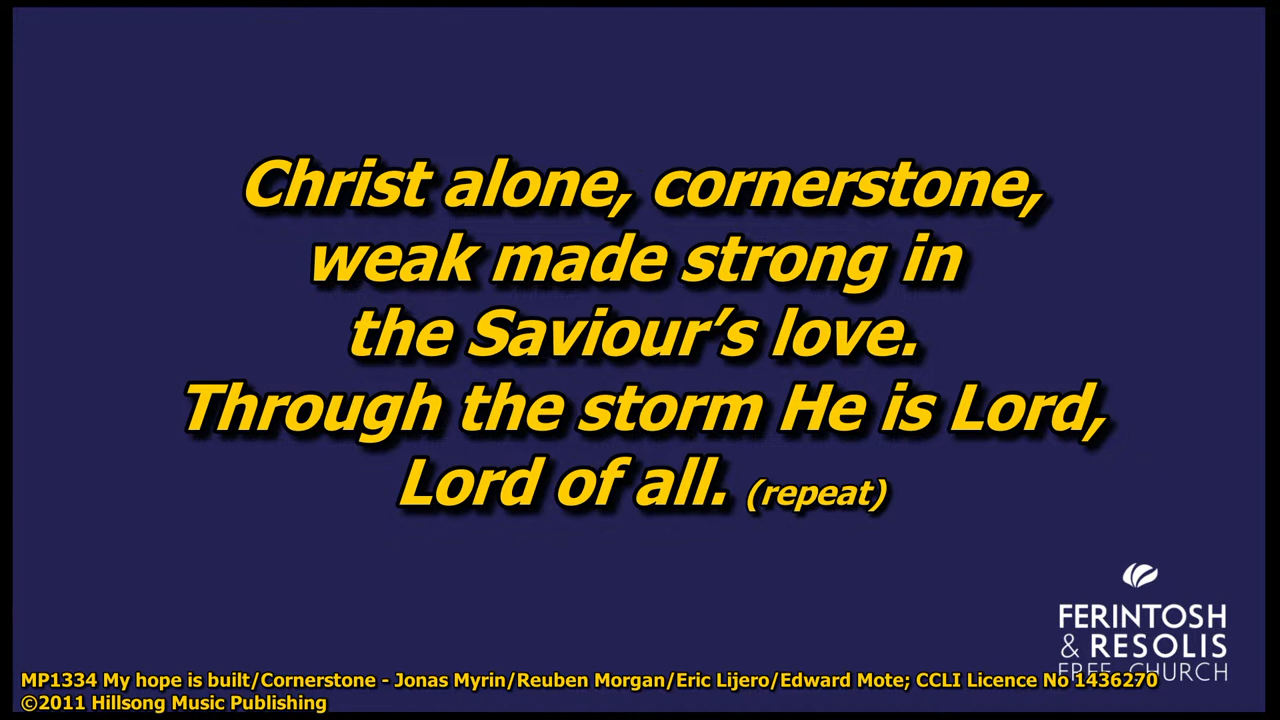 Christ alone, cornerstone,
weak made strong in
the Saviour’s love.
Through the storm He is Lord,
Lord of all. (repeat)
FERINTOSH
& RESOLIS
FREE CHURCH
MP1334 My hope is built/Cornerstone - Jonas Myrin/Reuben Morgan/Eric Lijero/Edward Mote; CCLI Licence No 1436270
©2011 Hillsong Music Publishing